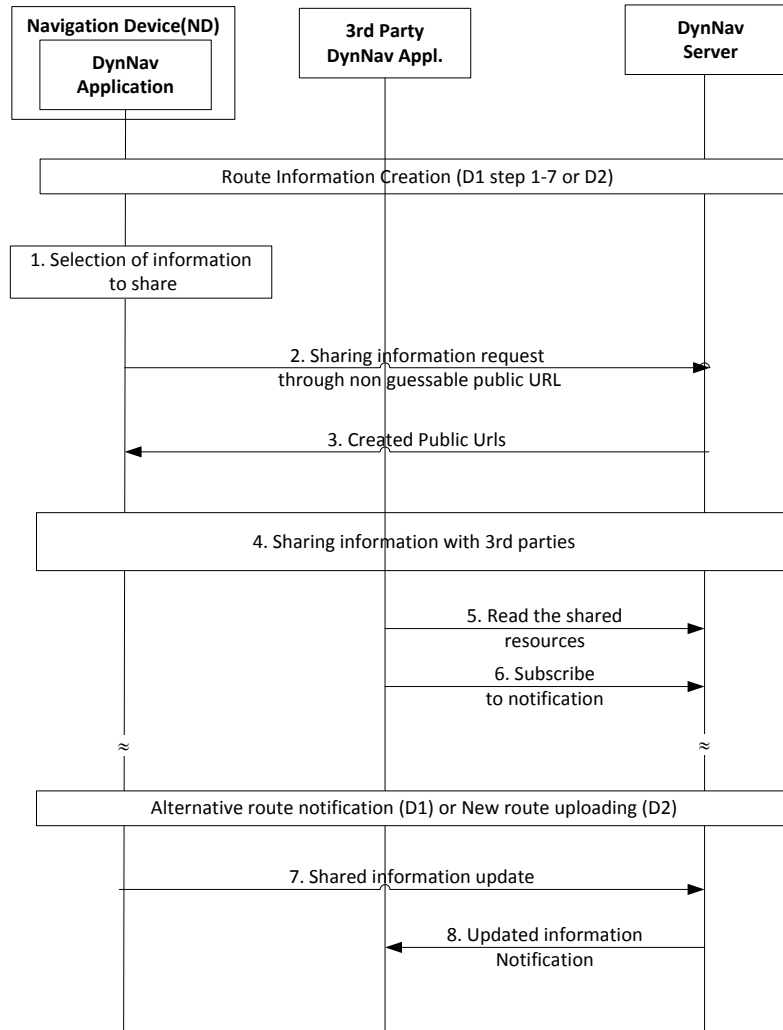 Navigation Device(ND)
DynNav
Application
3rd Party
DynNav Appl.
DynNav
Server
Route Information Creation (D1 step 1-7 or D2)
1. Selection of information
to share
2. Sharing information request
through non guessable public URL
3. Created Public Urls
4. Sharing information with 3rd parties
5. Read the shared
resources
6. Subscribe
to notification
≈
≈
Alternative route notification (D1) or New route uploading (D2)
7. Shared information update
8. Updated information
Notification